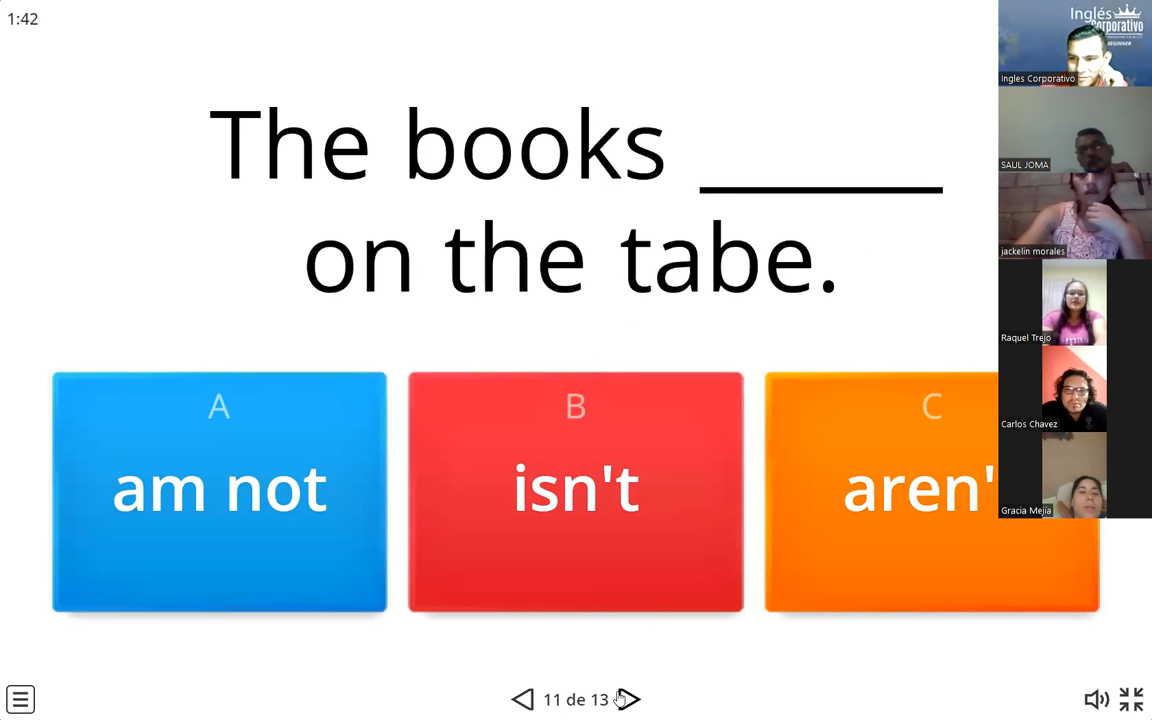 1:42
The books
on the tabe.
A
am not
B
isn't
C
aren'
11 de 13
Inglés
Corporativo
BEGINNER
Ingles Corporativo
SAUL JOMA
jackelin morales
Raquel Trejo
Carlos Chavez
Gracia Mejía